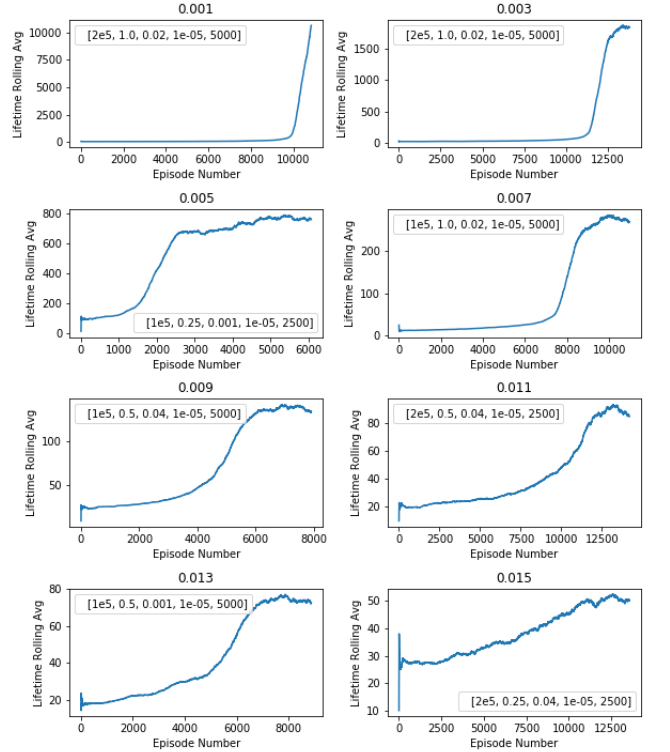 0.001
[2e5, 1.0, 0.02, 1e-05, 5000]
Lifetime Rolling Avg
10000
7500
5000
2500
0
0 2000 4000 6000 8000 10000
Episode Number
0.003
[2e5, 1.0, 0.02, 1e-05, 5000]
Lifetime Rolling Avg
1500
1000
500
0
0 2500 5000 7500 10000 12500
Episode Number
0.005
[1e5, 0.25, 0.001, 1e-05, 2500]
Lifetime Rolling Avg
800
600
400
200
0
0 1000 2000 3000 4000 5000 6000
Episode Number
0.007
[1e5, 1.0, 0.02, 1e-05, 5000]
Lifetime Rolling Avg
200
100
0
0 2000 4000 6000 8000 10000
Episode Number
0.009
[1e5, 0.5, 0.04, 1e-05, 5000]
Lifetime Rolling Avg
100
50
0 2000 4000 6000 8000
Episode Number
0.011
[2e5, 0.5, 0.04, 1e-05, 2500]
Lifetime Rolling Avg
80
60
40
20
0 2500 5000 7500 10000 12500
Episode Number
0.013
[1e5, 0.5, 0.001, 1e-05, 5000]
Lifetime Rolling Avg
80
60
40
20
0 2000 4000 6000 8000
Episode Number
0.015
[2e5, 0.25, 0.04, 1e-05, 2500]
Lifetime Rolling Avg
50
40
30
20
10
0 2500 5000 7500 10000 12500
Episode Number